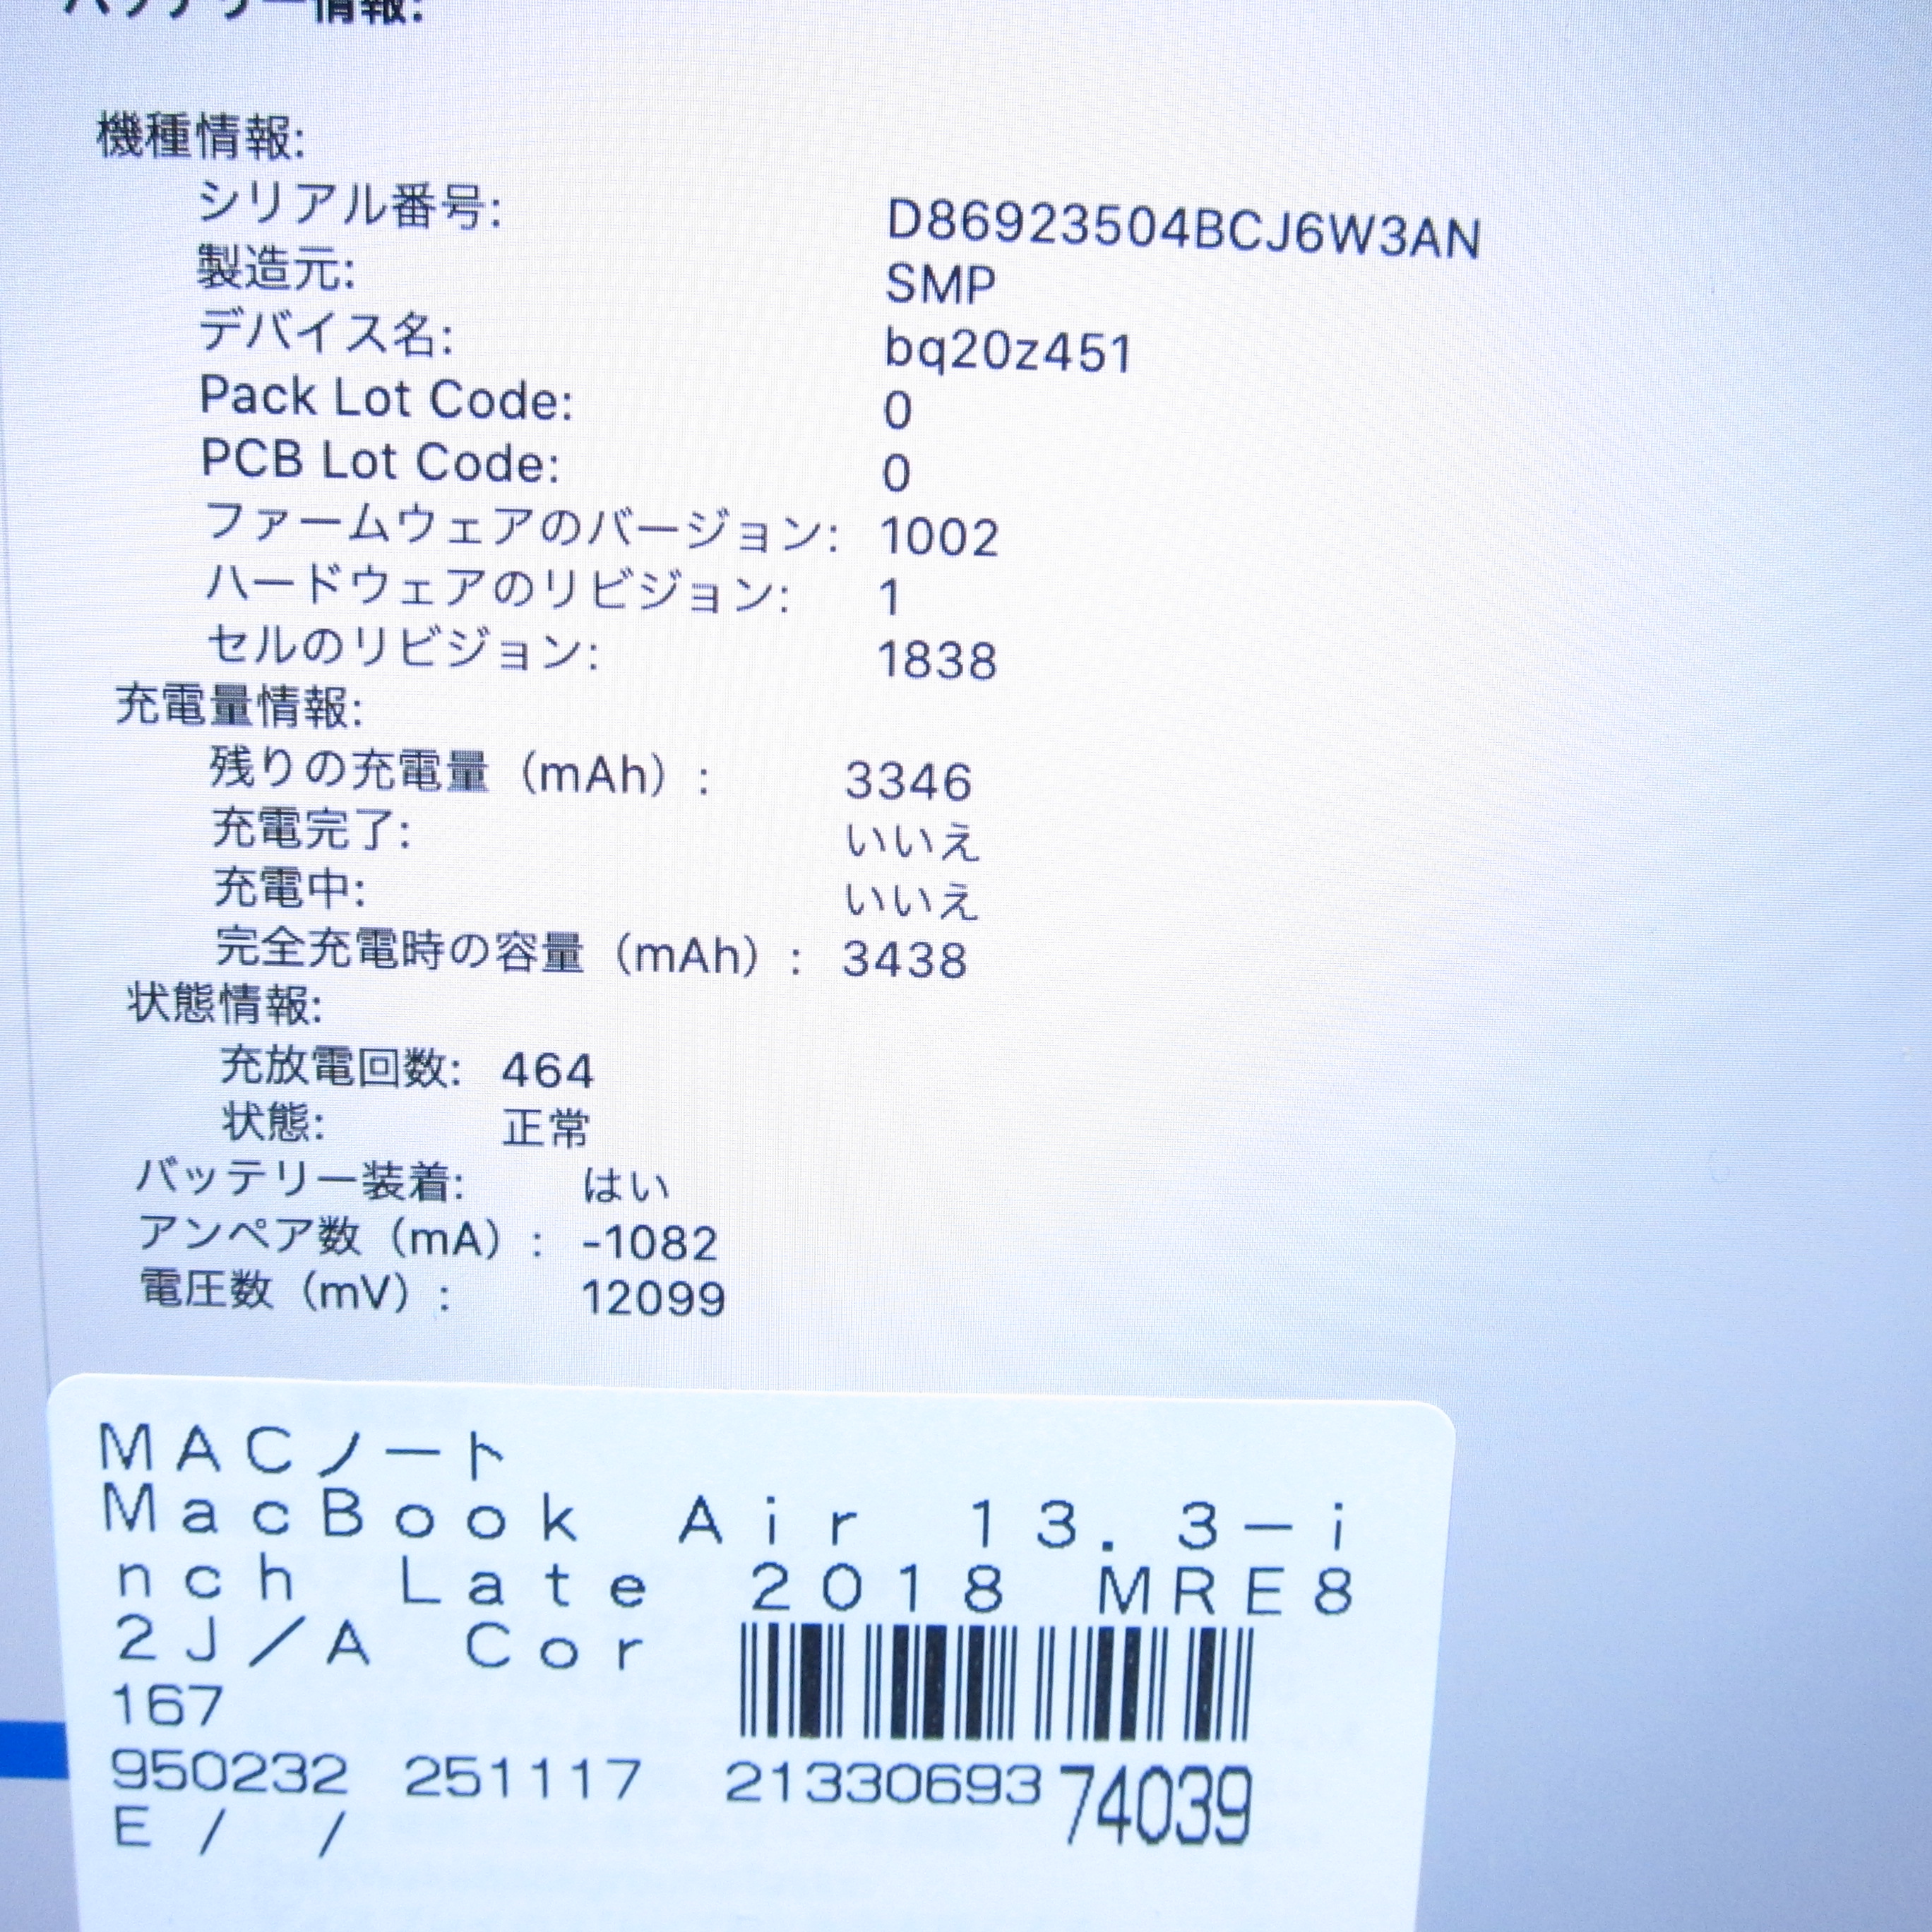 バッテリー情報:
機種情報:
シリアル番号: D86923504BCJ6W3AN
製造元: SMP
デバイス名: bq20z451
Pack Lot Code: 0
PCB Lot Code: 0
ファームウェアのバージョン: 1002
ハードウェアのリビジョン: 1
セルのリビジョン: 1838
充電量情報:
残りの充電量（mAh）: 3346
充電完了: いいえ
充電中: いいえ
完全充電時の容量（mAh）: 3438
状態情報:
充放電回数: 464
状態: 正常
バッテリー装着: はい
アンペア数（mA）: -1082
電圧数（mV）: 12099
ＭＡＣノート
ＭａｃＢｏｏｋ　Ａｉｒ　１３．３－ｉ
ｎｃｈ　Ｌａｔｅ　２０１８　ＭＲＥ８
２Ｊ／Ａ　Ｃｏｒ
167
950232 251117 21330693 74039
E / /